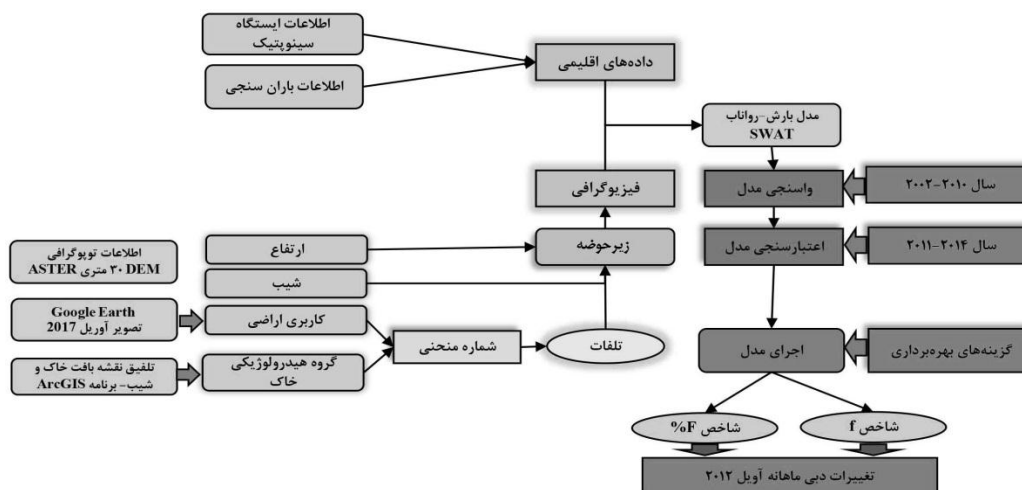 اطلاعات ایستگاه
سینوپتیک
اطلاعات باران سنجی
داده‌های اقلیمی
مدل بارش-رواناب
SWAT
فیزیوگرافی
واسنجی مدل
سال ۲۰۱۰-۲۰۰۲
زیرحوضه
اعتبارسنجی مدل
سال ۲۰۱۴-۲۰۱۱
ارتفاع
اطلاعات توپوگرافی
۳۰ DEM متری ASTER
شیب
Google Earth
تصویر آوریل 2017
کاربری اراضی
شماره منحنی
تلفات
اجرای مدل
گزینه‌های بهره‌برداری
تلفیق نقشه بافت خاک و
شیب- برنامه ArcGIS
گروه هیدرولوژیکی
خاک
شاخص F%
شاخص f
تغییرات دبی ماهانه آویل ۲۰۱۲